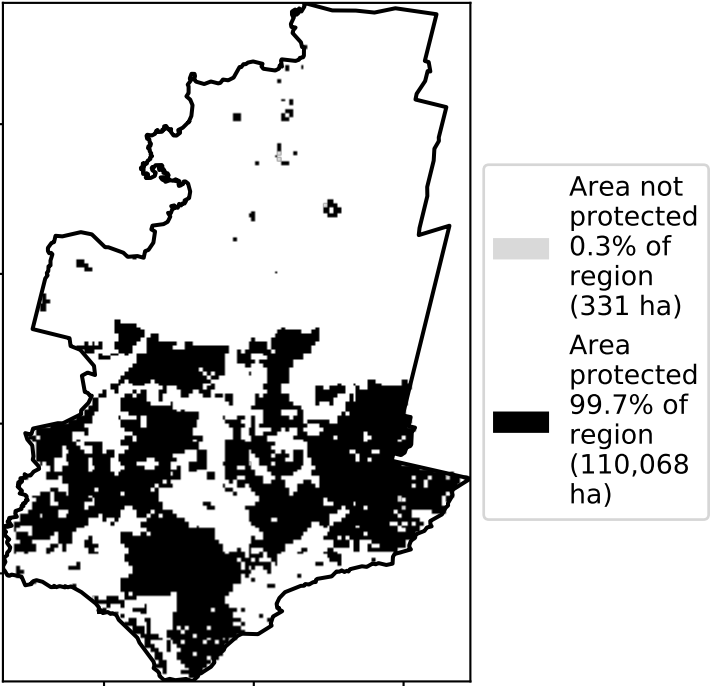 Area not
protected
0.3% of
region
(331 ha)
Area
protected
99.7% of
region
(110,068
ha)